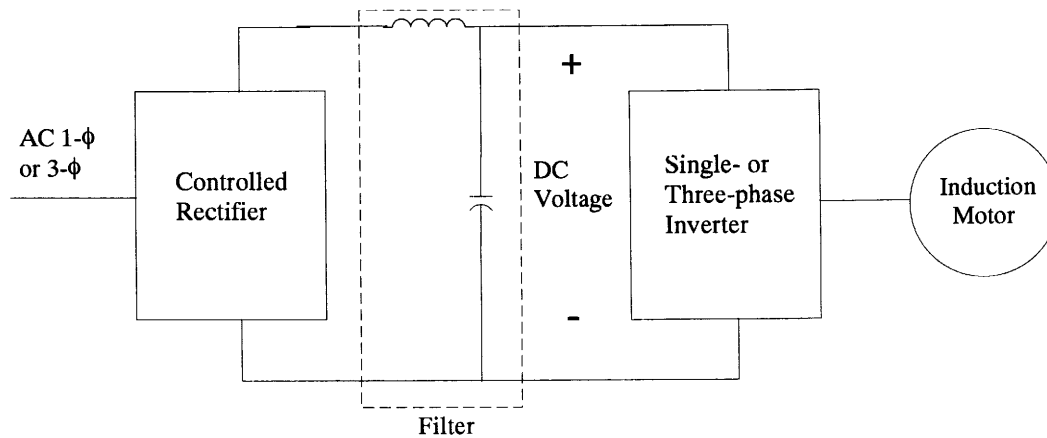 AC 1-ϕ
or 3-ϕ
Controlled
Rectifier
+
DC
Voltage
-
Single- or
Three-phase
Inverter
Induction
Motor
Filter